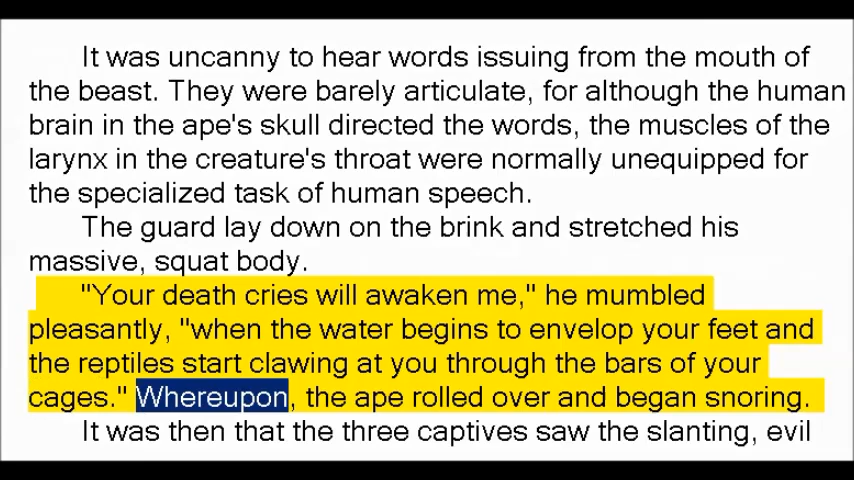 It was uncanny to hear words issuing from the mouth of
the beast. They were barely articulate, for although the human
brain in the ape's skull directed the words, the muscles of the
larynx in the creature's throat were normally unequipped for
the specialized task of human speech.
The guard lay down on the brink and stretched his
massive, squat body.
"Your death cries will awaken me," he mumbled
pleasantly, "when the water begins to envelop your feet and
the reptiles start clawing at you through the bars of your
cages." Whereupon, the ape rolled over and began snoring.
It was then that the three captives saw the slanting, evil